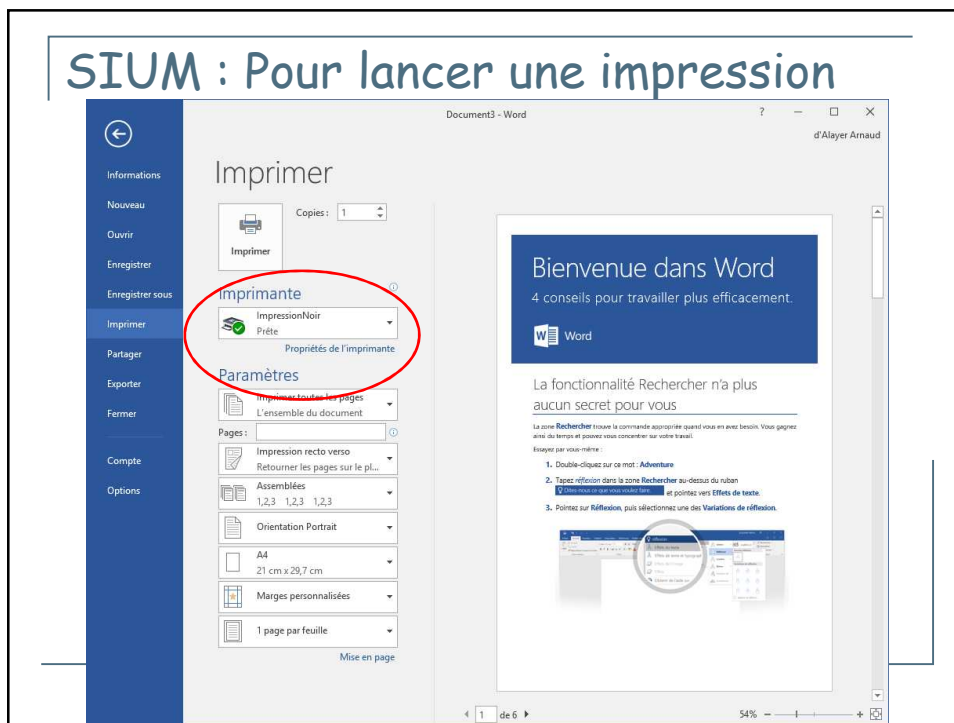 SIUM : Pour lancer une impression
Document3 - Word
?
d'Alayer Arnaud
Informations
Nouveau
Ouvrir
Enregistrer
Enregistrer sous
Imprimer
Partager
Exporter
Fermer
Compte
Options
Imprimer
Copies : 1
Imprimer
Imprimante
ImpressionNoir
Prête
Propriétés de l'imprimante
Paramètres
Imprimer toutes les pages
L'ensemble du document
Pages :
Impression recto verso
Retourner les pages sur le pl...
Assemblées
1,2,3 1,2,3 1,2,3
Orientation Portrait
A4
21 cm x 29,7 cm
Marges personnalisées
1 page par feuille
Mise en page
Bienvenue dans Word
4 conseils pour travailler plus efficacement.
W Word
La fonctionnalité Rechercher n'a plus
aucun secret pour vous
La zone Rechercher trouve la commande appropriée quand vous en avez besoin. Vous gagnez
ainsi du temps et pouvez vous concentrer sur votre travail.
Essayez par vous-même :
1. Double-cliquez sur ce mot : Adventure
2. Tapez réflexion dans la zone Rechercher au-dessus du ruban
Dites-nous ce que vous voulez faire et pointez vers Effets de texte.
3. Pointez sur Réflexion, puis sélectionnez une des Variations de réflexion.
1 de 6
54%